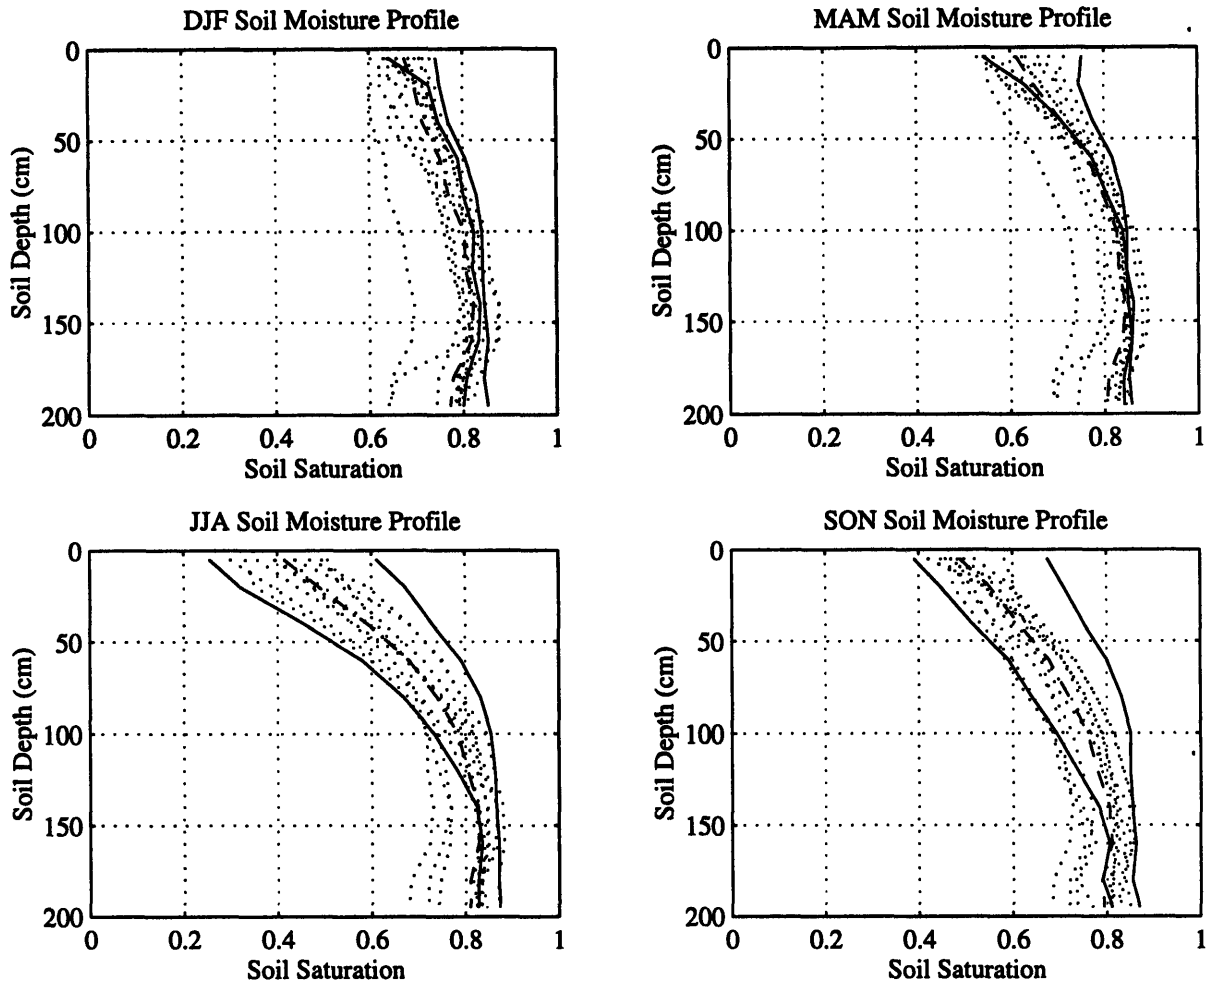 DJF Soil Moisture Profile
MAM Soil Moisture Profile
0
50
100
150
200
Soil Depth (cm)
0 0.2 0.4 0.6 0.8 1
Soil Saturation
0
50
100
150
200
Soil Depth (cm)
0 0.2 0.4 0.6 0.8 1
Soil Saturation
JJA Soil Moisture Profile
SON Soil Moisture Profile
0
50
100
150
200
Soil Depth (cm)
0 0.2 0.4 0.6 0.8 1
Soil Saturation
0
50
100
150
200
Soil Depth (cm)
0 0.2 0.4 0.6 0.8 1
Soil Saturation